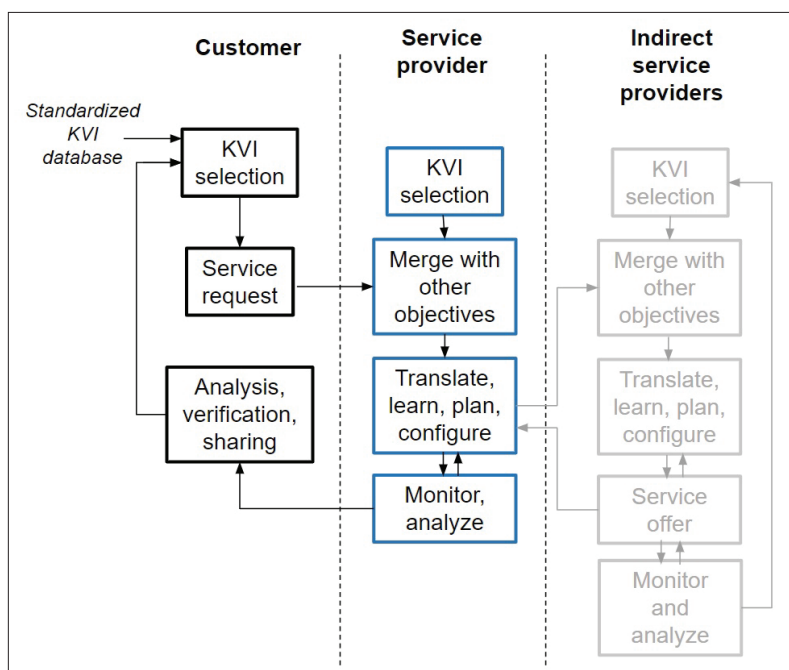 Customer
Service
provider
Indirect
service
providers
Standardized
KVI
database
KVI
selection
Service
request
Analysis,
verification,
sharing
KVI
selection
Merge with
other
objectives
Translate,
learn, plan,
configure
Monitor,
analyze
KVI
selection
Merge with
other
objectives
Translate,
learn, plan,
configure
Service
offer
Monitor
and
analyze